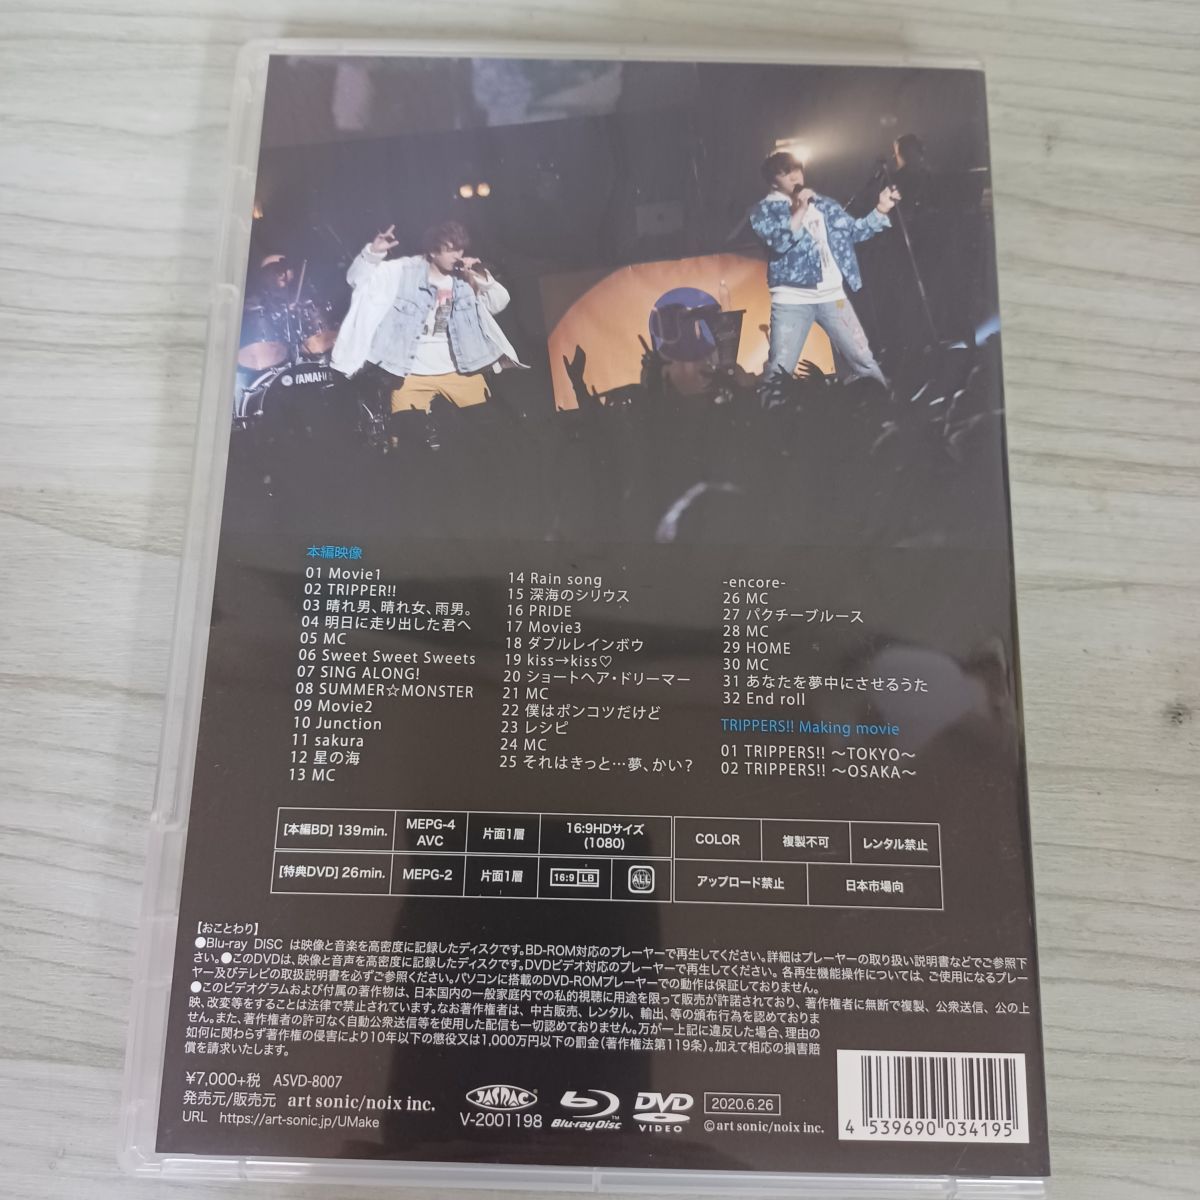 YAMAHA
本編映像
01 Movie1
02 TRIPPER!!
03 晴れ男、晴れ女、雨男。
04 明日に走り出した君へ
05 MC
06 Sweet Sweet Sweets
07 SING ALONG!
08 SUMMER☆MONSTER
09 Movie2
10 Junction
11 sakura
12 星の海
13 MC
14 Rain song
15 深海のシリウス
16 PRIDE
17 Movie3
18 ダブルレインボウ
19 kiss→kiss♡
20 ショートヘア・ドリーマー
21 MC
22 僕はポンコツだけど
23 レシピ
24 MC
25 それはきっと…夢、かい？
-encore-
26 MC
27 パクチーブルース
28 MC
29 HOME
30 MC
31 あなたを夢中にさせるうた
32 End roll
TRIPPERS!! Making movie
01 TRIPPERS!! ～TOKYO～
02 TRIPPERS!! ～OSAKA～
[本編BD] 139min. MEPG-4 AVC 片面1層 16:9HDサイズ (1080) COLOR 複製不可 レンタル禁止
[特典DVD] 26min. MEPG-2 片面1層 16:9 LB ALL アップロード禁止 日本市場向
【おことわり】
●Blu-ray DISC は映像と音楽を高密度に記録したディスクです。BD-ROM対応のプレーヤーで再生してください。詳細はプレーヤーの取り扱い説明書などでご参照下
さい。●このDVDは、映像と音声を高密度に記録したディスクです。DVDビデオ対応のプレーヤーで再生してください。 各再生機能操作については、ご使用になるプレー
ヤー及びテレビの取扱説明書を必ずご参照ください。パソコンに搭載のDVD-ROMプレーヤーでの動作は保証しておりません。
●このビデオグラムおよび付属の著作物は、日本国内の一般家庭内での私的視聴に用途を限って販売が許諾されており、著作権者に無断で複製、公衆送信、公の上
映、改変等をすることは法律で禁止されています。なお著作権者は、中古販売、レンタル、輸出、等の頒布行為を認めておりま
せん。また、著作権者の許可なく自動公衆送信等を使用した配信も一切認めておりません。万が一上記に違反した場合、理由の
如何に関わらず著作権の侵害により10年以下の懲役又は1,000万円以下の罰金(著作権法第119条)。加えて相応の損害賠
償を請求いたします。
¥7,000+税 ASVD-8007
発売元/販売元 art sonic/noix inc.
URL https://art-sonic.jp/UMake
JASRAC
V-2001198
Blu-ray Disc
DVD
VIDEO
2020.6.26
©art sonic/noix inc.
4 539690 034195